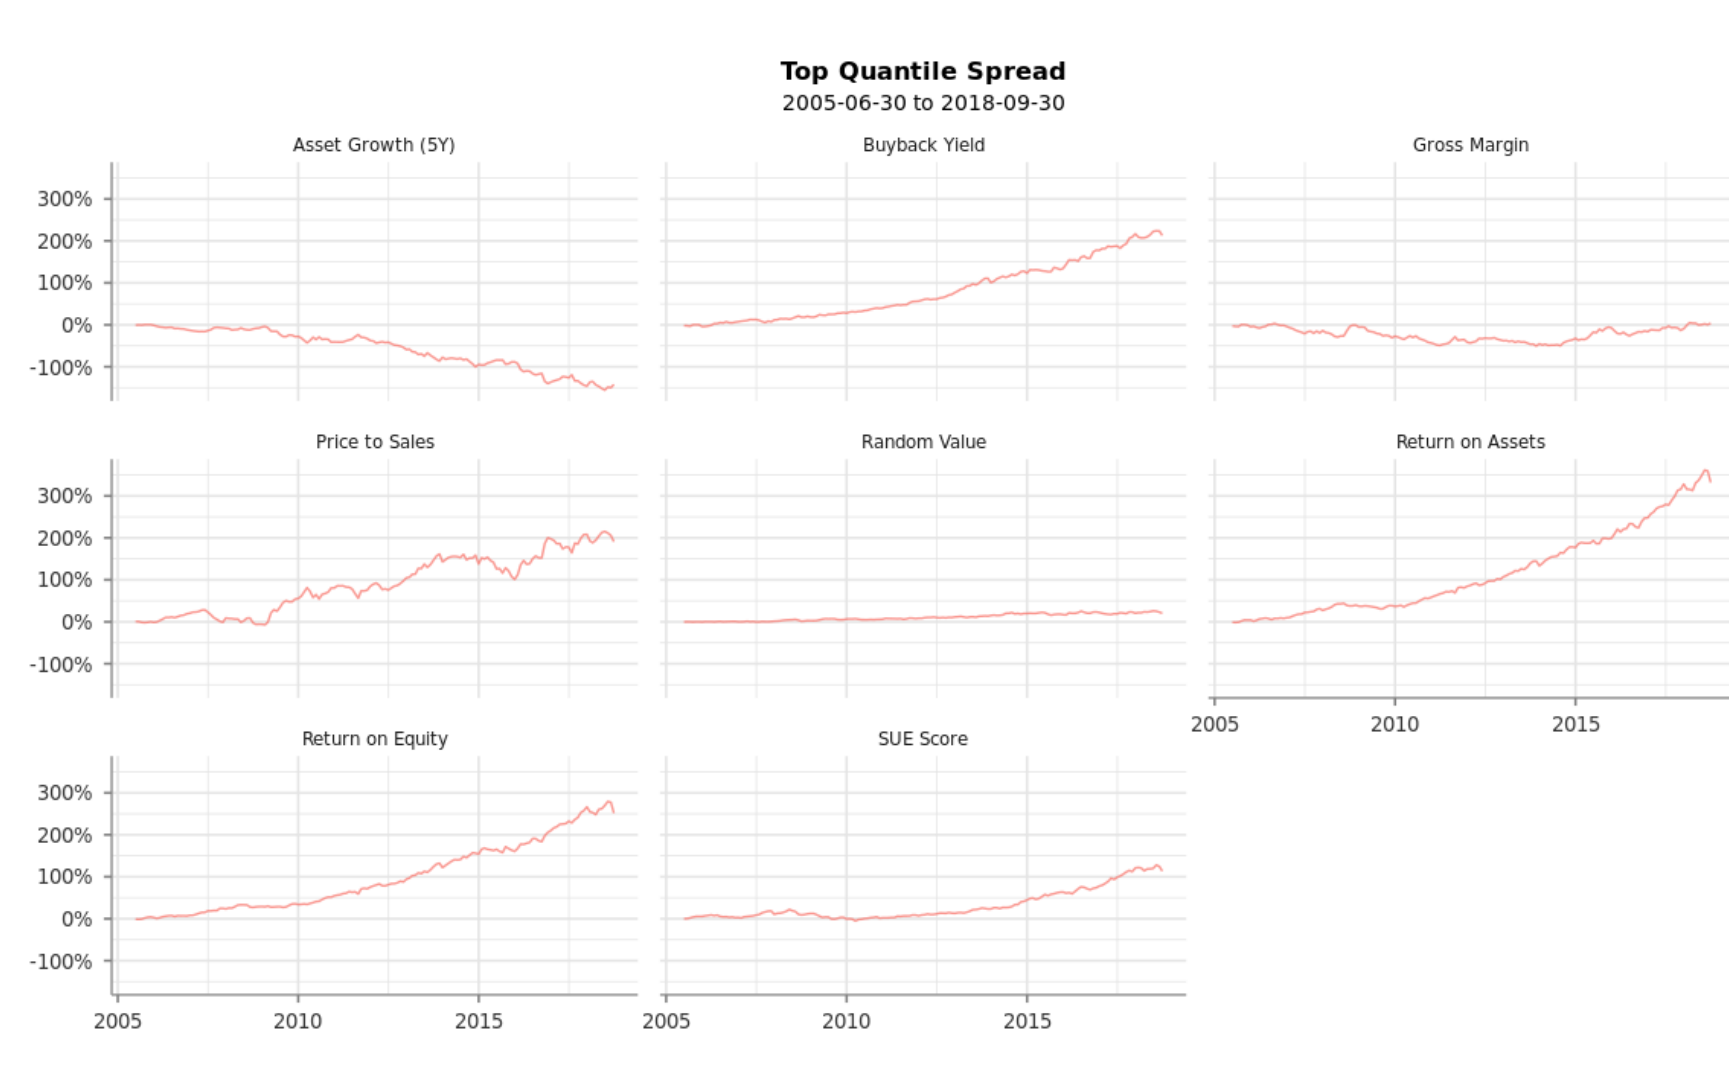 Top Quantile Spread
2005-06-30 to 2018-09-30
Asset Growth (5Y)
Buyback Yield
Gross Margin
300%
200%
100%
0%
-100%
Price to Sales
Random Value
Return on Assets
300%
200%
100%
0%
-100%
2005
2010
2015
Return on Equity
SUE Score
300%
200%
100%
0%
-100%
2005
2010
2015
2005
2010
2015